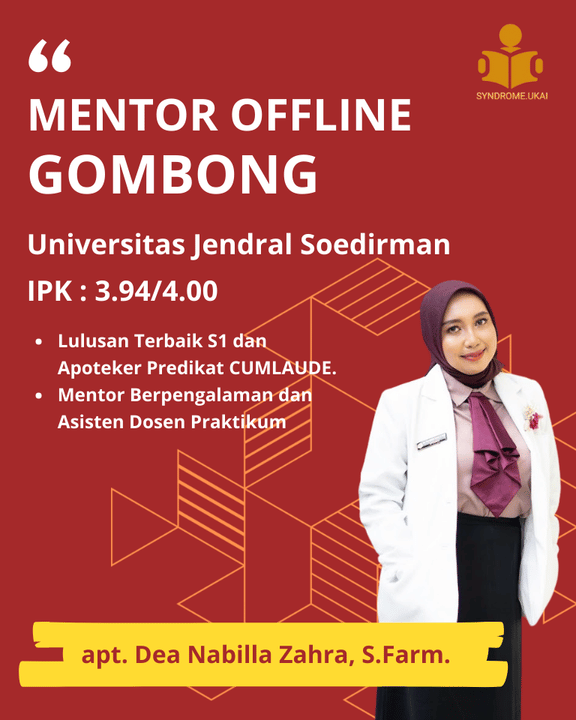 SYNDROME.UKAI
MENTOR OFFLINE
GOMBONG
Universitas Jendral Soedirman
IPK : 3.94/4.00
• Lulusan Terbaik S1 dan
Apoteker Predikat CUMLAUDE.
• Mentor Berpengalaman dan
Asisten Dosen Praktikum
apt. Dea Nabilla Zahra, S.Farm.